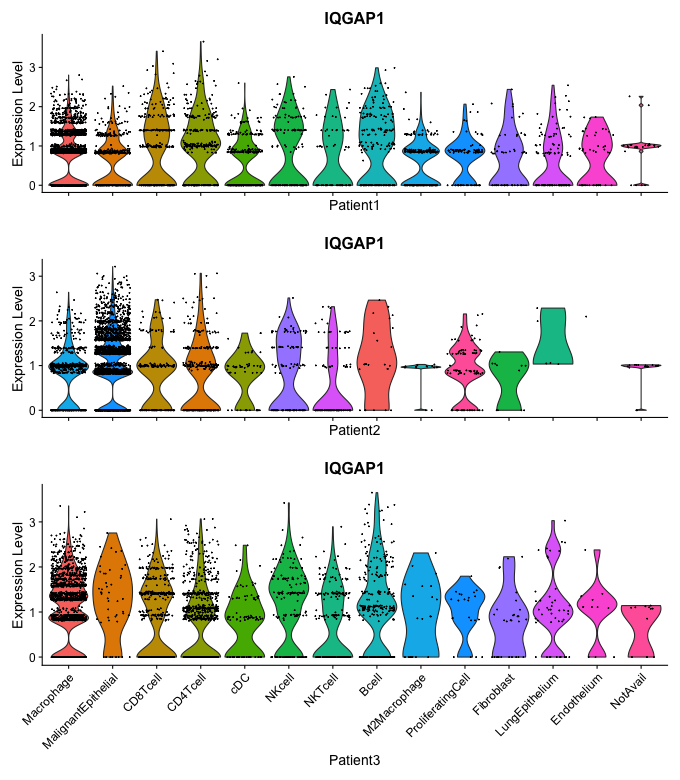 IQGAP1
Expression Level
3
2
1
0
Patient1
IQGAP1
Expression Level
3
2
1
0
Patient2
IQGAP1
Expression Level
3
2
1
0
Macrophage
MalignantEpithelial
CD8Tcell
CD4Tcell
cDC
NKcell
NKTcell
Bcell
M2Macrophage
ProliferatingCell
Fibroblast
LungEpithelium
Endothelium
NotAvail
Patient3